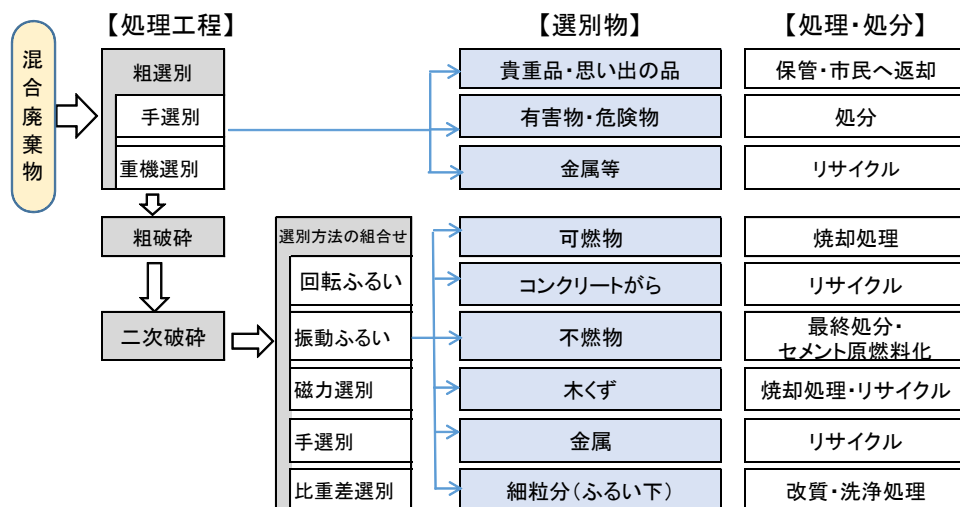 【処理工程】
【選別物】
【処理・処分】
混合廃棄物
粗選別
手選別
重機選別
貴重品・思い出の品
保管・市民へ返却
有害物・危険物
処分
金属等
リサイクル
粗破砕
二次破砕
選別方法の組合せ
回転ふるい
振動ふるい
磁力選別
手選別
比重差選別
可燃物
焼却処理
コンクリートがら
リサイクル
不燃物
最終処分・
セメント原燃料化
木くず
焼却処理・リサイクル
金属
リサイクル
細粒分(ふるい下)
改質・洗浄処理